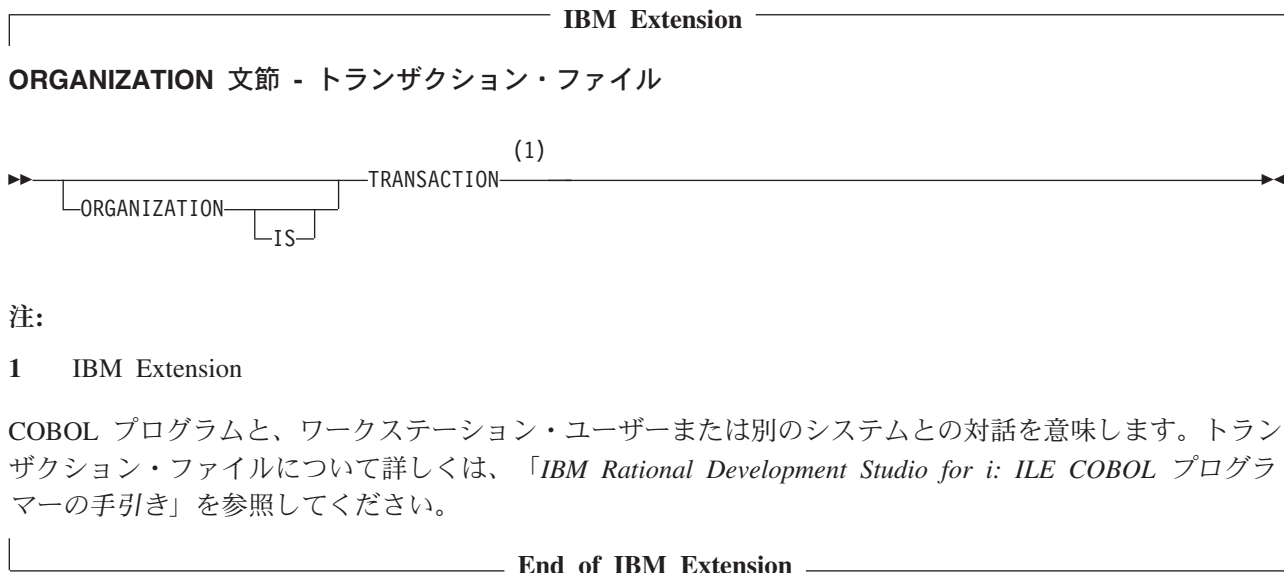 IBM Extension
ORGANIZATION 文節 - トランザクション・ファイル
(1)
TRANSACTION
ORGANIZATION
IS
注:
1 IBM Extension
COBOL プログラムと、ワークステーション・ユーザーまたは別のシステムとの対話を意味します。トラン
ザクション・ファイルについて詳しくは、「IBM Rational Development Studio for i: ILE COBOL プログラ
マーの手引き」を参照してください。
End of IBM Extension